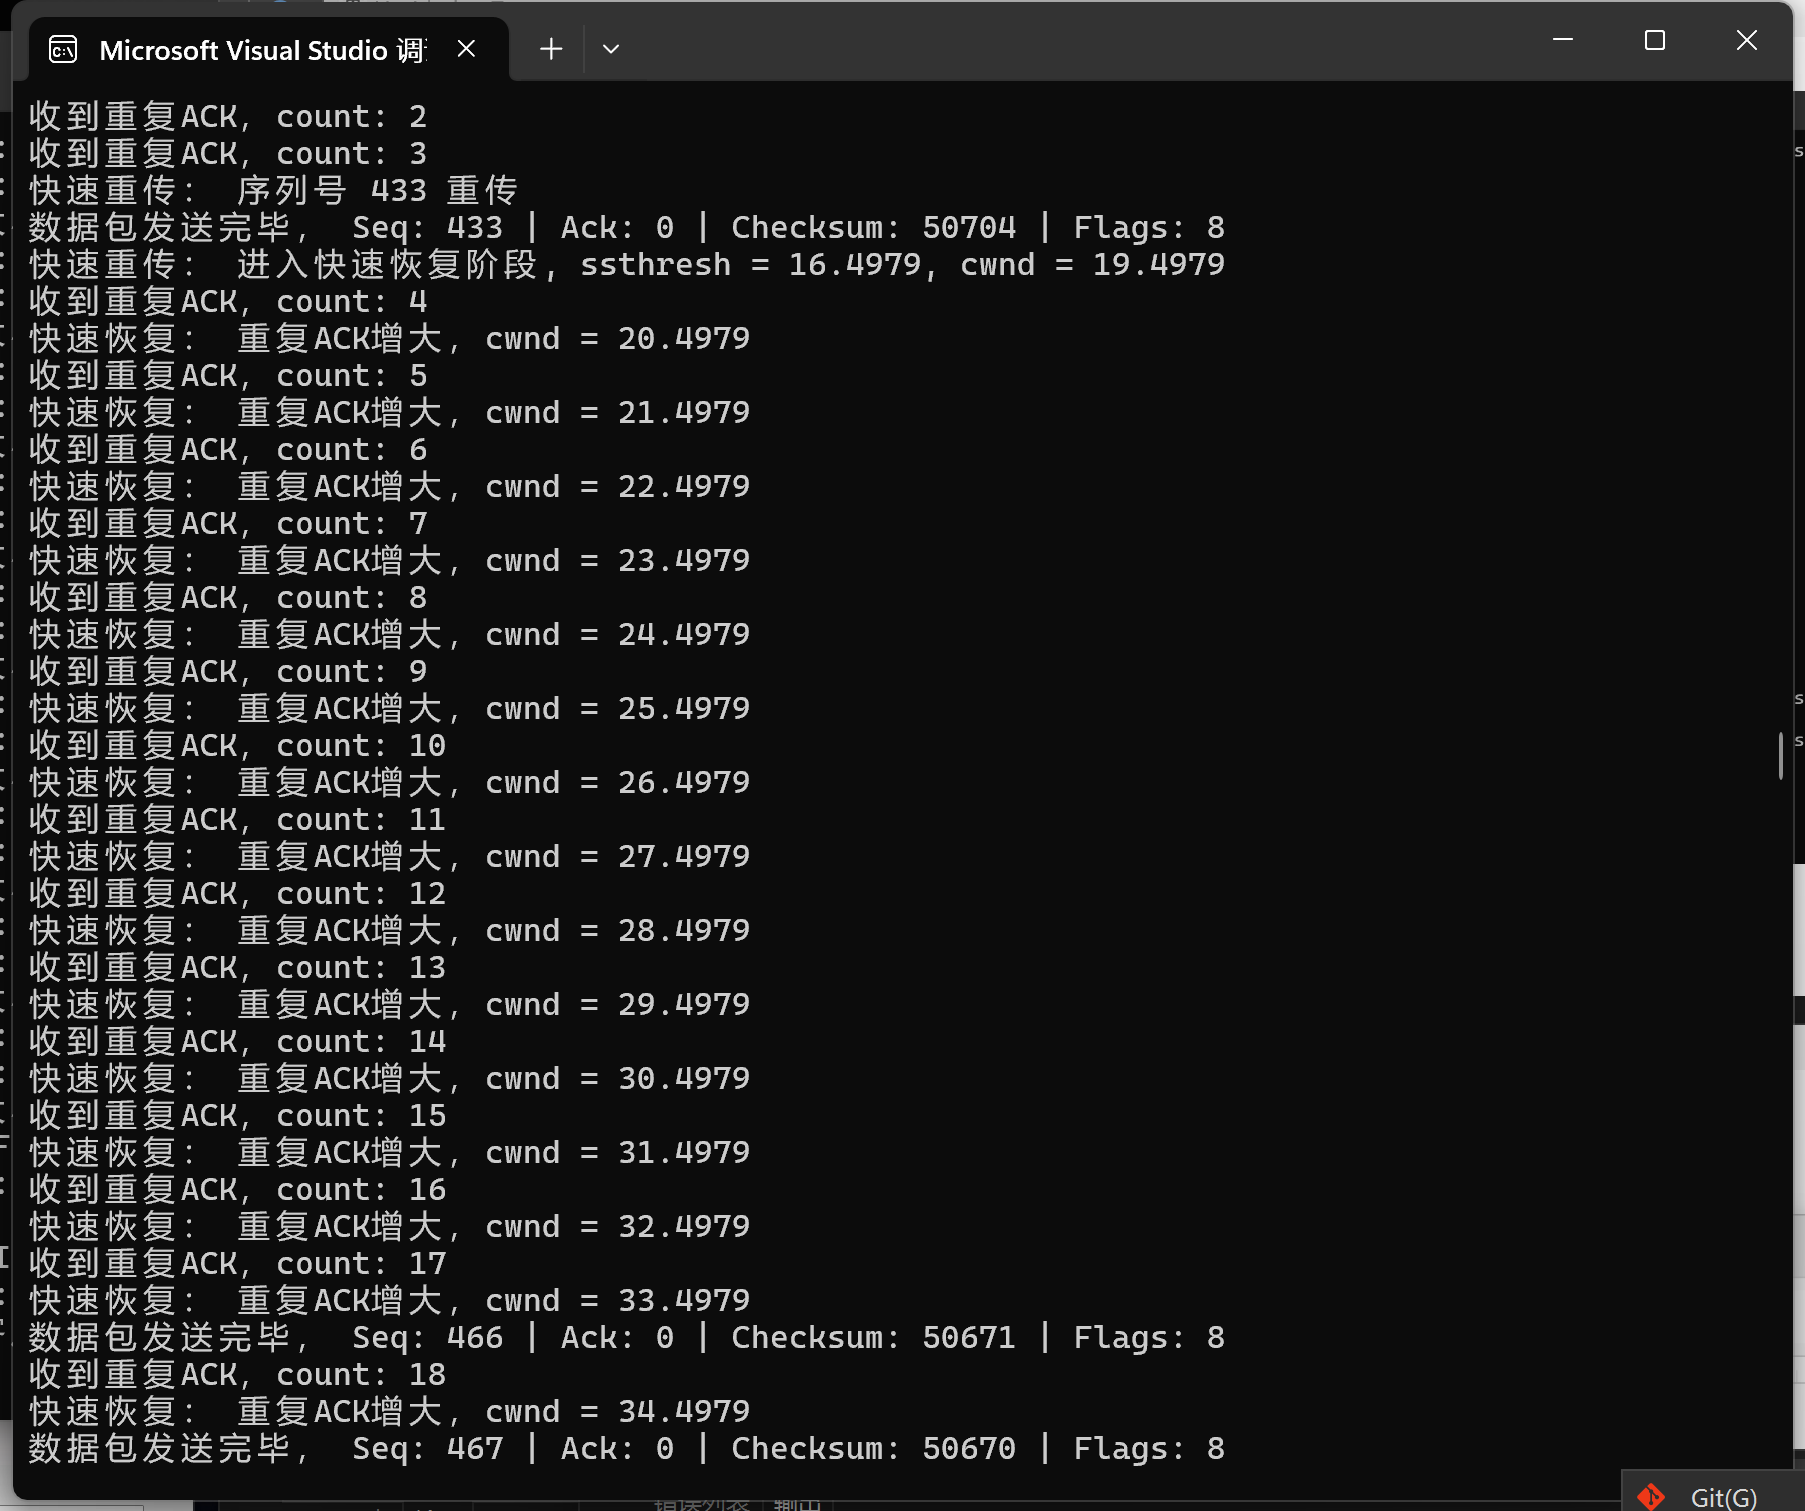 Microsoft Visual Studio 调
收到重复ACK, count: 2
收到重复ACK, count: 3
快速重传: 序列号 433 重传
数据包发送完毕, Seq: 433 | Ack: 0 | Checksum: 50704 | Flags: 8
快速重传: 进入快速恢复阶段, ssthresh = 16.4979, cwnd = 19.4979
收到重复ACK, count: 4
快速恢复: 重复ACK增大, cwnd = 20.4979
收到重复ACK, count: 5
快速恢复: 重复ACK增大, cwnd = 21.4979
收到重复ACK, count: 6
快速恢复: 重复ACK增大, cwnd = 22.4979
收到重复ACK, count: 7
快速恢复: 重复ACK增大, cwnd = 23.4979
收到重复ACK, count: 8
快速恢复: 重复ACK增大, cwnd = 24.4979
收到重复ACK, count: 9
快速恢复: 重复ACK增大, cwnd = 25.4979
收到重复ACK, count: 10
快速恢复: 重复ACK增大, cwnd = 26.4979
收到重复ACK, count: 11
快速恢复: 重复ACK增大, cwnd = 27.4979
收到重复ACK, count: 12
快速恢复: 重复ACK增大, cwnd = 28.4979
收到重复ACK, count: 13
快速恢复: 重复ACK增大, cwnd = 29.4979
收到重复ACK, count: 14
快速恢复: 重复ACK增大, cwnd = 30.4979
收到重复ACK, count: 15
快速恢复: 重复ACK增大, cwnd = 31.4979
收到重复ACK, count: 16
快速恢复: 重复ACK增大, cwnd = 32.4979
收到重复ACK, count: 17
快速恢复: 重复ACK增大, cwnd = 33.4979
数据包发送完毕, Seq: 466 | Ack: 0 | Checksum: 50671 | Flags: 8
收到重复ACK, count: 18
快速恢复: 重复ACK增大, cwnd = 34.4979
数据包发送完毕, Seq: 467 | Ack: 0 | Checksum: 50670 | Flags: 8
错误列表 输出
Git(G)